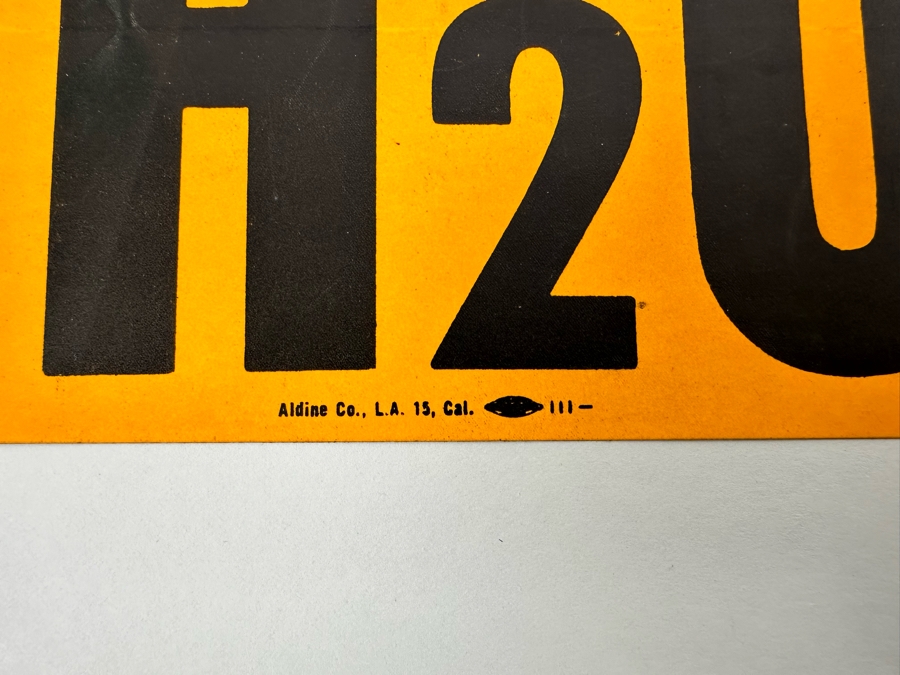 H2O
Aldine Co., L.A. 15, Cal. 111—